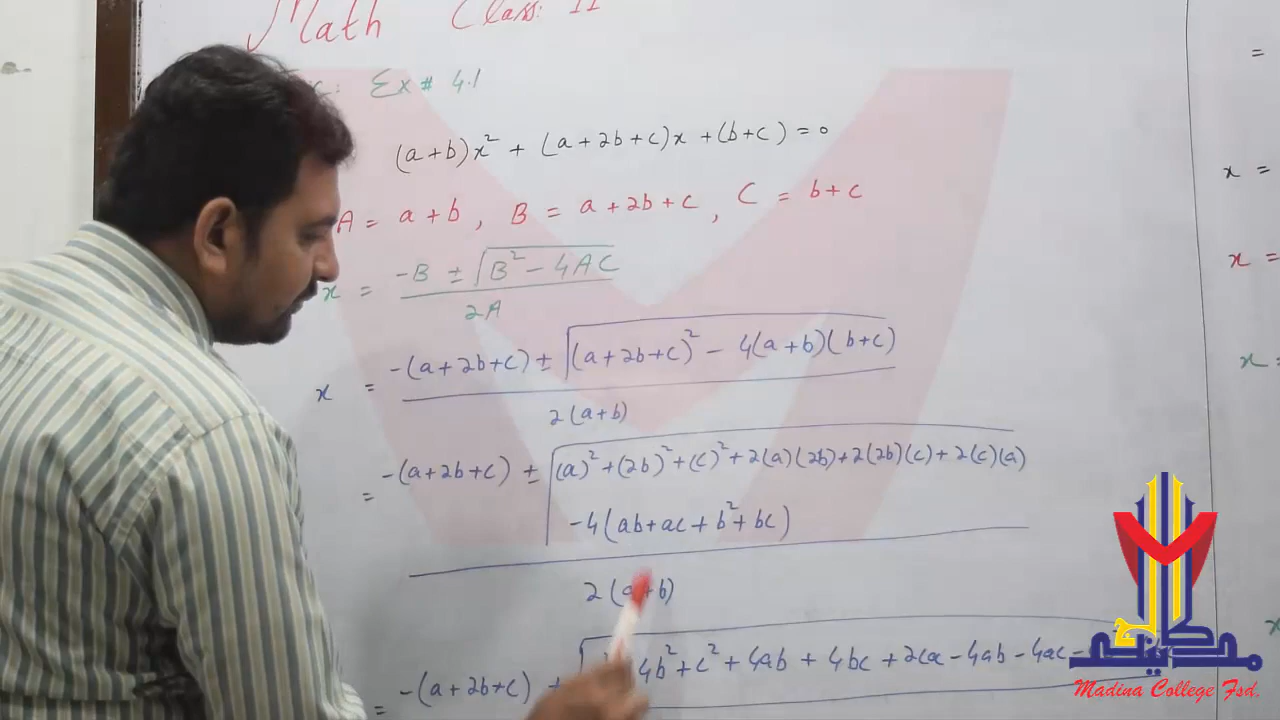 Math Class: 11
Ex # 4.1
(a+b)x² + (a+2b+c)x + (b+c) = 0
A = a+b, B = a+2b+c, C = b+c
x = -B ± √B² - 4AC
2A
x = -(a+2b+c) ± √(a+2b+c)² - 4(a+b)(b+c)
2(a+b)
= -(a+2b+c) ± √(a)²+(2b)²+(c)²+2(a)(2b)+2(2b)(c)+2(c)(a)
-4(ab+ac+b²+bc)
2(a+b)
= -(a+2b+c) ± √ 4b²+c²+4ab+4bc+2ca-4ab-4ac-
=
x =
x =
x =
x
Madina College Fsd.